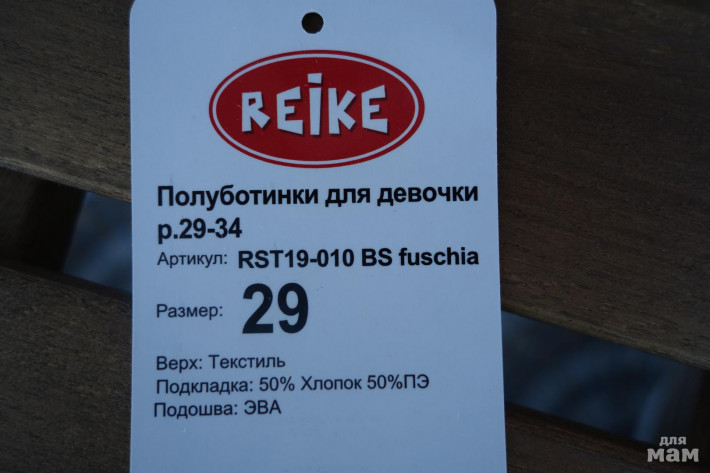 REiKE
Полуботинки для девочки
р.29-34
Артикул: RST19-010 BS fuschia
Размер: 29
Верх: Текстиль
Подкладка: 50% Хлопок 50%ПЭ
Подошва: ЭВА
для
мам